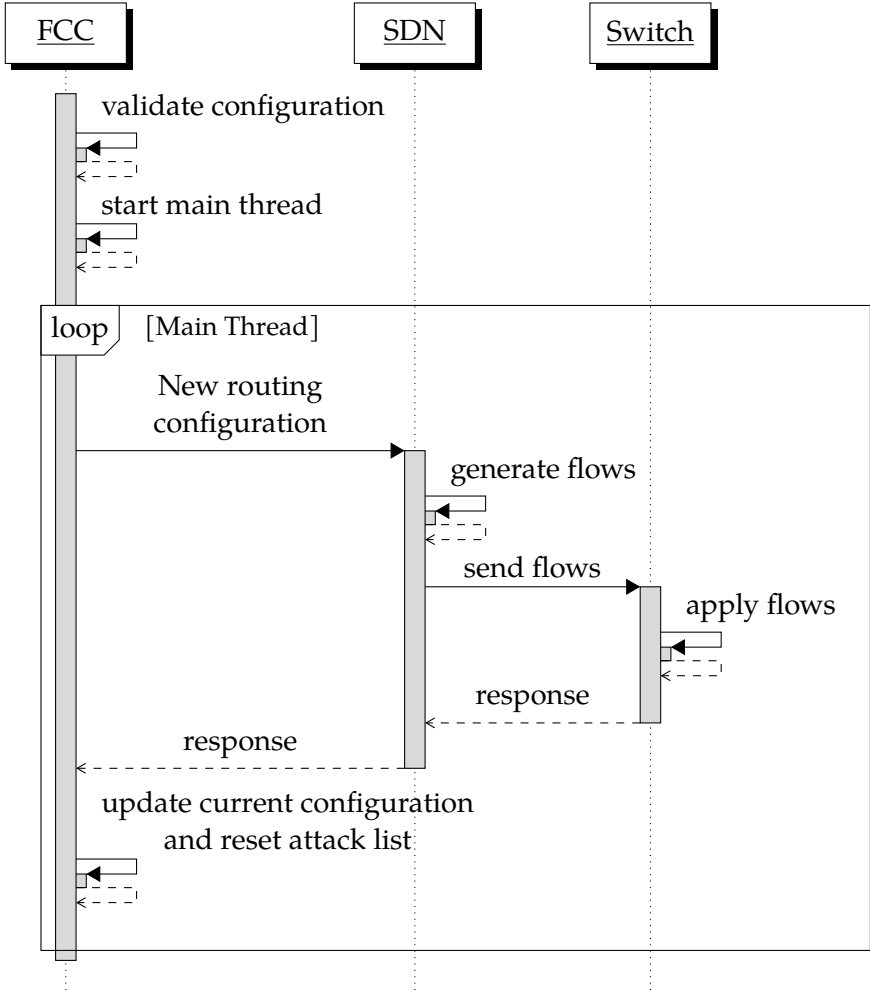 FCC
SDN
Switch
validate configuration
start main thread
loop
[Main Thread]
New routing
configuration
generate flows
send flows
apply flows
response
response
update current configuration
and reset attack list